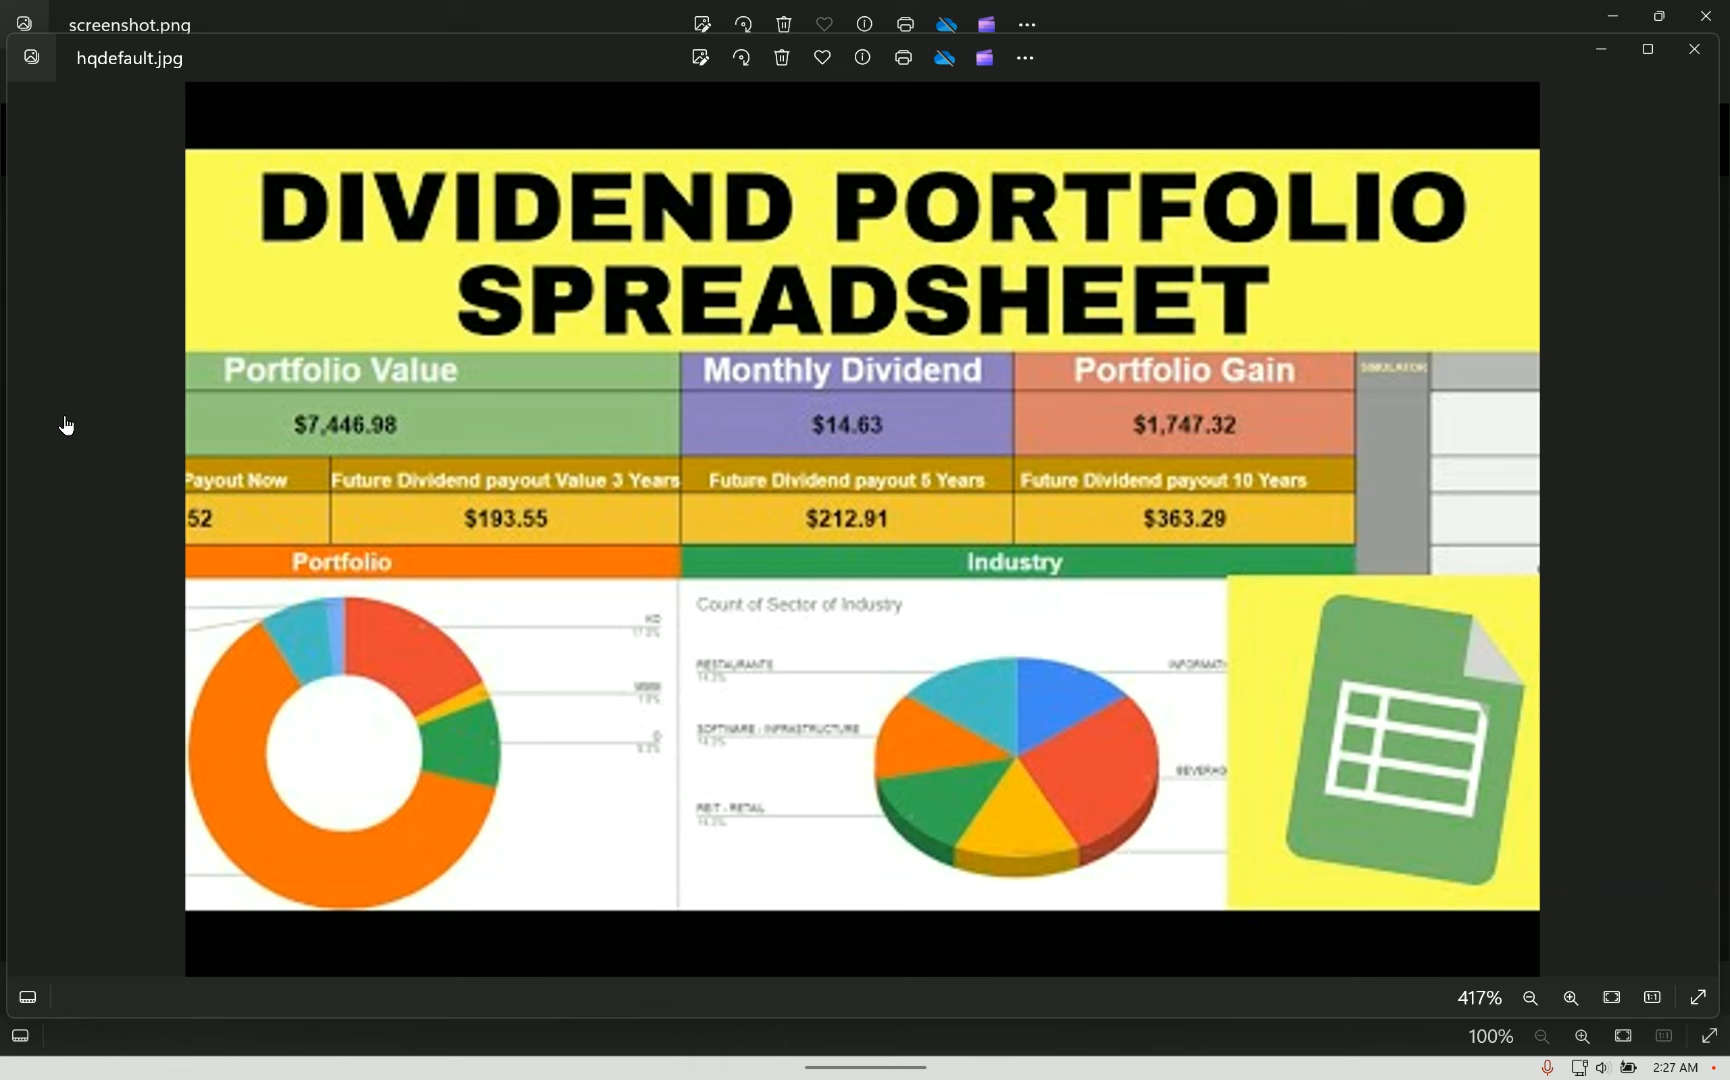 screenshot.png
hqdefault.jpg
DIVIDEND PORTFOLIO
SPREADSHEET
Portfolio Value
Monthly Dividend
Portfolio Gain
SIMULATOR
$7,446.98
$14.63
$1,747.32
Payout Now
Future Dividend payout Value 3 Years
Future Dividend payout 5 Years
Future Dividend payout 10 Years
52
$193.55
$212.91
$363.29
Portfolio
Industry
Count of Sector of Industry
KO
RESTAURANTS
SOFTWARE - INFRASTRUCTURE
REIT - RETAIL
417%
100%
2:27 AM